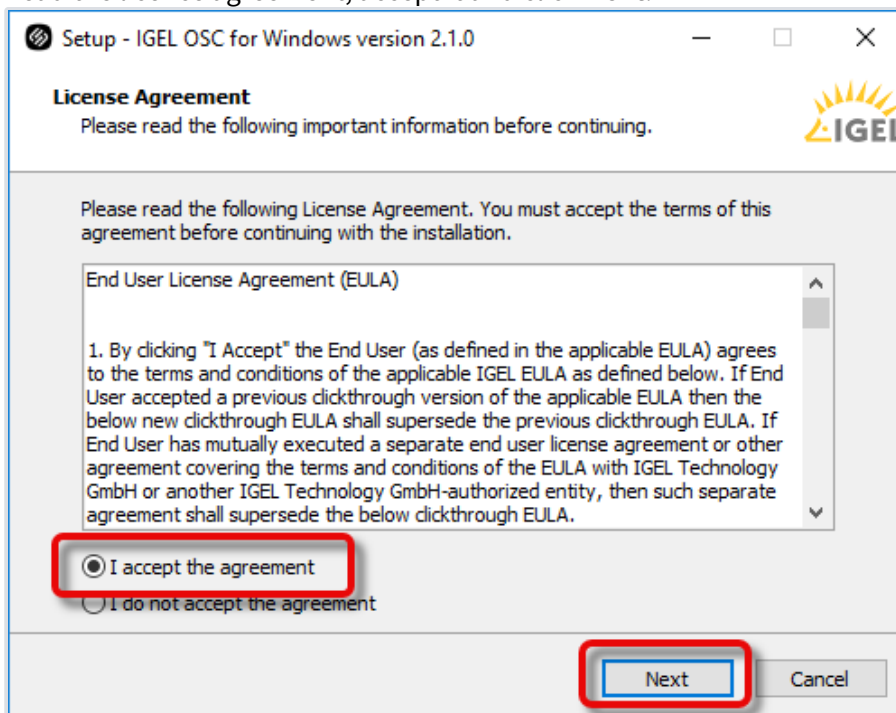 Setup - IGEL OSC for Windows version 2.1.0
License Agreement
Please read the following important information before continuing.
IGEL
Please read the following License Agreement. You must accept the terms of this
agreement before continuing with the installation.
End User License Agreement (EULA)
1. By clicking "I Accept" the End User (as defined in the applicable EULA) agrees
to the terms and conditions of the applicable IGEL EULA as defined below. If End
User accepted a previous clickthrough version of the applicable EULA then the
below new clickthrough EULA shall supersede the previous clickthrough EULA. If
End User has mutually executed a separate end user license agreement or other
agreement covering the terms and conditions of the EULA with IGEL Technology
GmbH or another IGEL Technology GmbH-authorized entity, then such separate
agreement shall supersede the below clickthrough EULA.
I accept the agreement
I do not accept the agreement
Next
Cancel